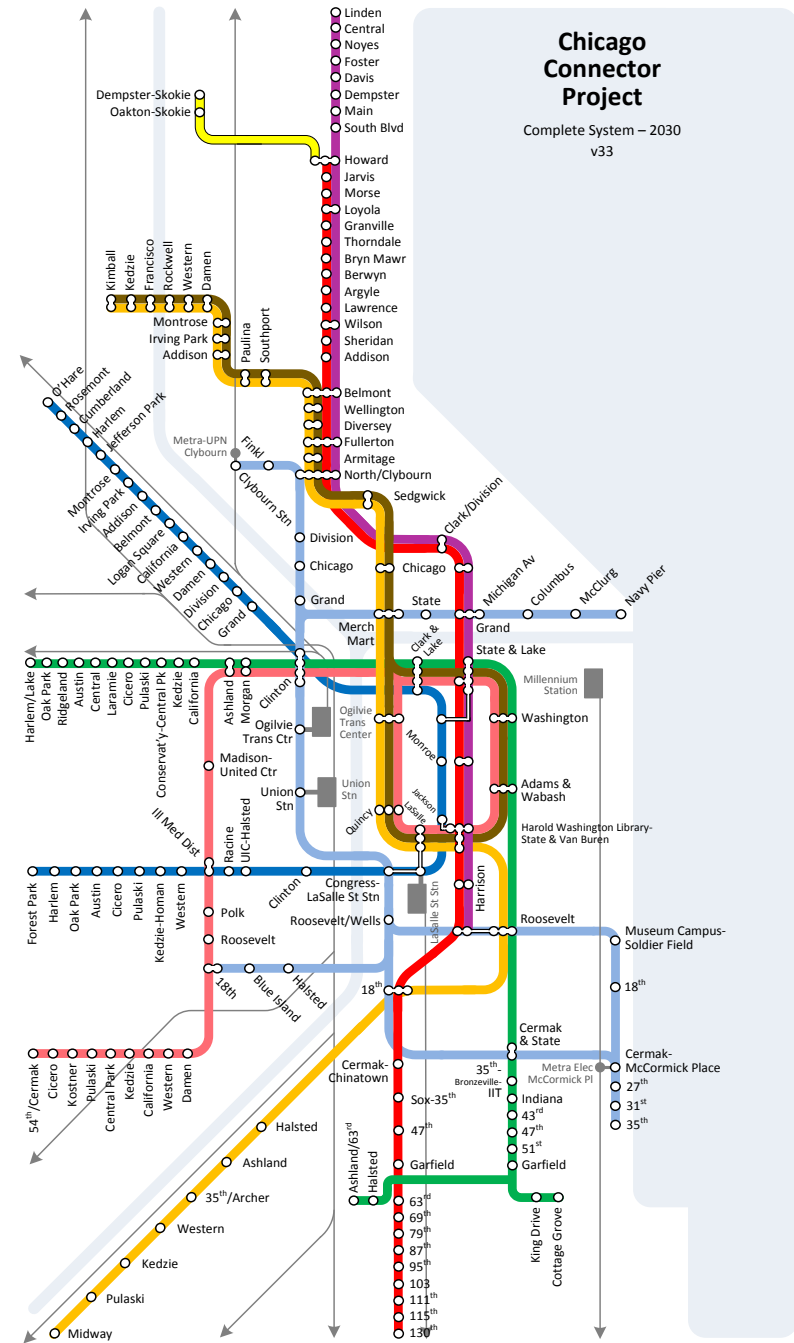 Chicago
Connector
Project
Complete System – 2030
v33
Linden
Central
Noyes
Foster
Davis
Dempster
Main
South Blvd
Howard
Jarvis
Morse
Loyola
Granville
Thorndale
Bryn Mawr
Berwyn
Argyle
Lawrence
Wilson
Sheridan
Addison
Belmont
Wellington
Diversey
Fullerton
Armitage
North/Clybourn
Sedgwick
Clark/Division
Dempster-Skokie
Oakton-Skokie
Kimball
Kedzie
Francisco
Rockwell
Western
Damen
Montrose
Irving Park
Addison
Paulina
Southport
O'Hare
Rosemont
Cumberland
Harlem
Jefferson Park
Montrose
Irving Park
Addison
Belmont
Logan Square
California
Western
Damen
Division
Chicago
Grand
Metra-UPN
Clybourn
Finkl
Clybourn Stn
Division
Chicago
Grand
Chicago
State
Michigan Av
Columbus
McClurg
Navy Pier
Merch
Mart
Grand
Clark &
Lake
State & Lake
Harlem/Lake
Oak Park
Ridgeland
Austin
Central
Laramie
Cicero
Pulaski
Conservat'y-Central Pk
Kedzie
California
Ashland
Morgan
Clinton
Millennium
Station
Ogilvie
Trans Ctr
Ogilvie
Trans
Center
Washington
Monroe
Madison-
United Ctr
Union
Stn
Union
Stn
Quincy
LaSalle
Jackson
Adams &
Wabash
Harold Washington Library-
State & Van Buren
Ill Med Dist
Racine
UIC-Halsted
Forest Park
Harlem
Oak Park
Austin
Cicero
Pulaski
Kedzie-Homan
Western
Clinton
Congress-
LaSalle St Stn
LaSalle St Stn
Harrison
Polk
Roosevelt
Roosevelt/Wells
Roosevelt
Museum Campus-
Soldier Field
18th
Blue Island
Halsted
18th
18th
54th/Cermak
Cicero
Kostner
Pulaski
Central Park
Kedzie
California
Western
Damen
Cermak-
Chinatown
Cermak
& State
35th-
Bronzeville-
IIT
Metra Elec
McCormick Pl
Cermak-
McCormick Place
27th
31st
35th
Sox-35th
47th
Garfield
Indiana
43rd
47th
51st
Garfield
Halsted
Ashland
35th/Archer
Western
Kedzie
Pulaski
Midway
Ashland/63rd
Halsted
63rd
69th
79th
87th
95th
103
111th
115th
130th
King Drive
Cottage Grove